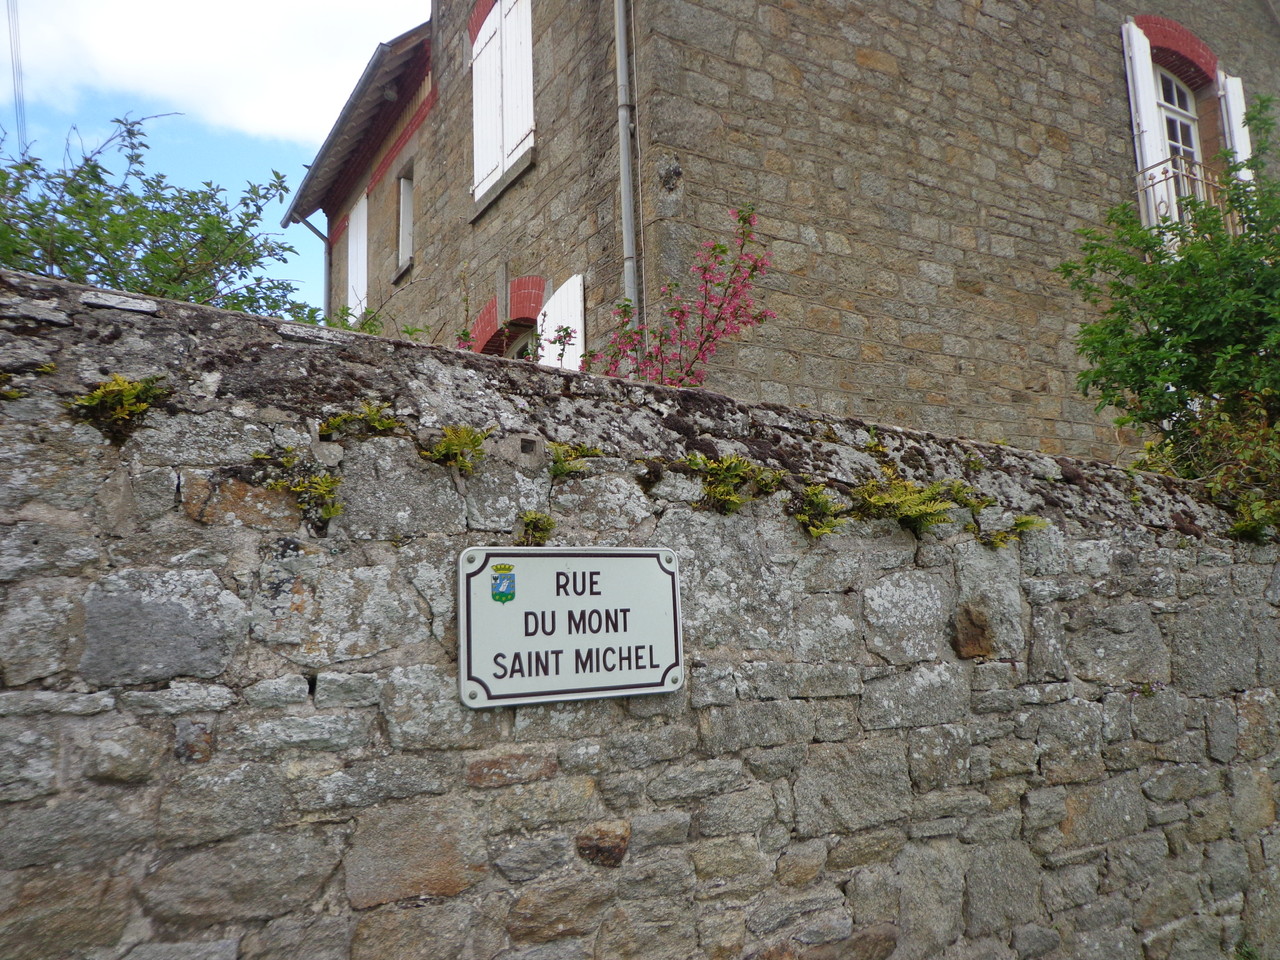 RUE
DU MONT
SAINT MICHEL